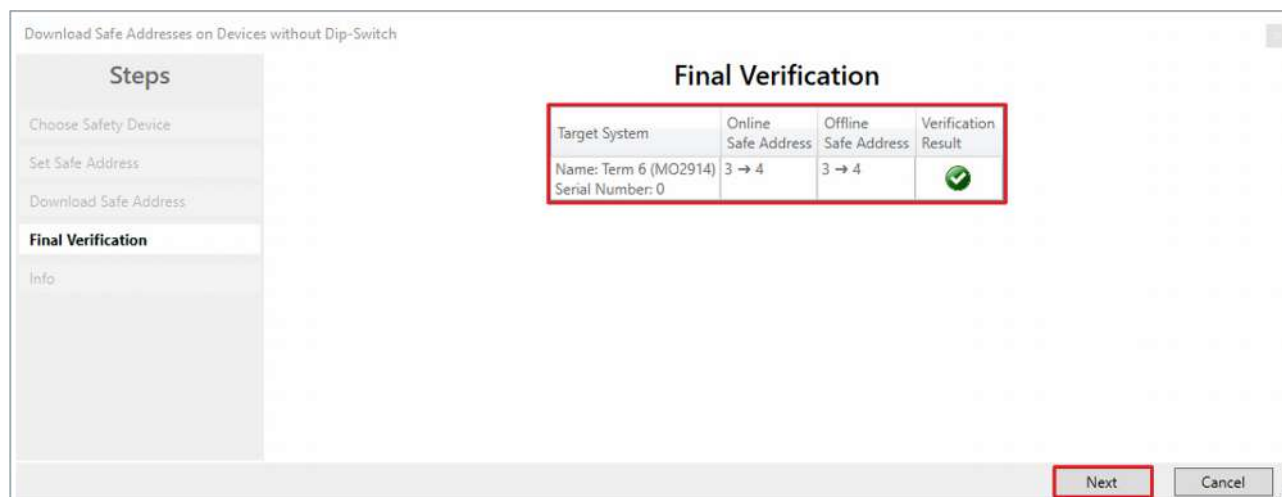 Download Safe Addresses on Devices without Dip-Switch
Steps
Choose Safety Device
Set Safe Address
Download Safe Address
Final Verification
Info
Final Verification
Target System
Online
Safe Address
Offline
Safe Address
Verification
Result
Name: Term 6 (MO2914)
Serial Number: 0
3 → 4
3 → 4
Next
Cancel